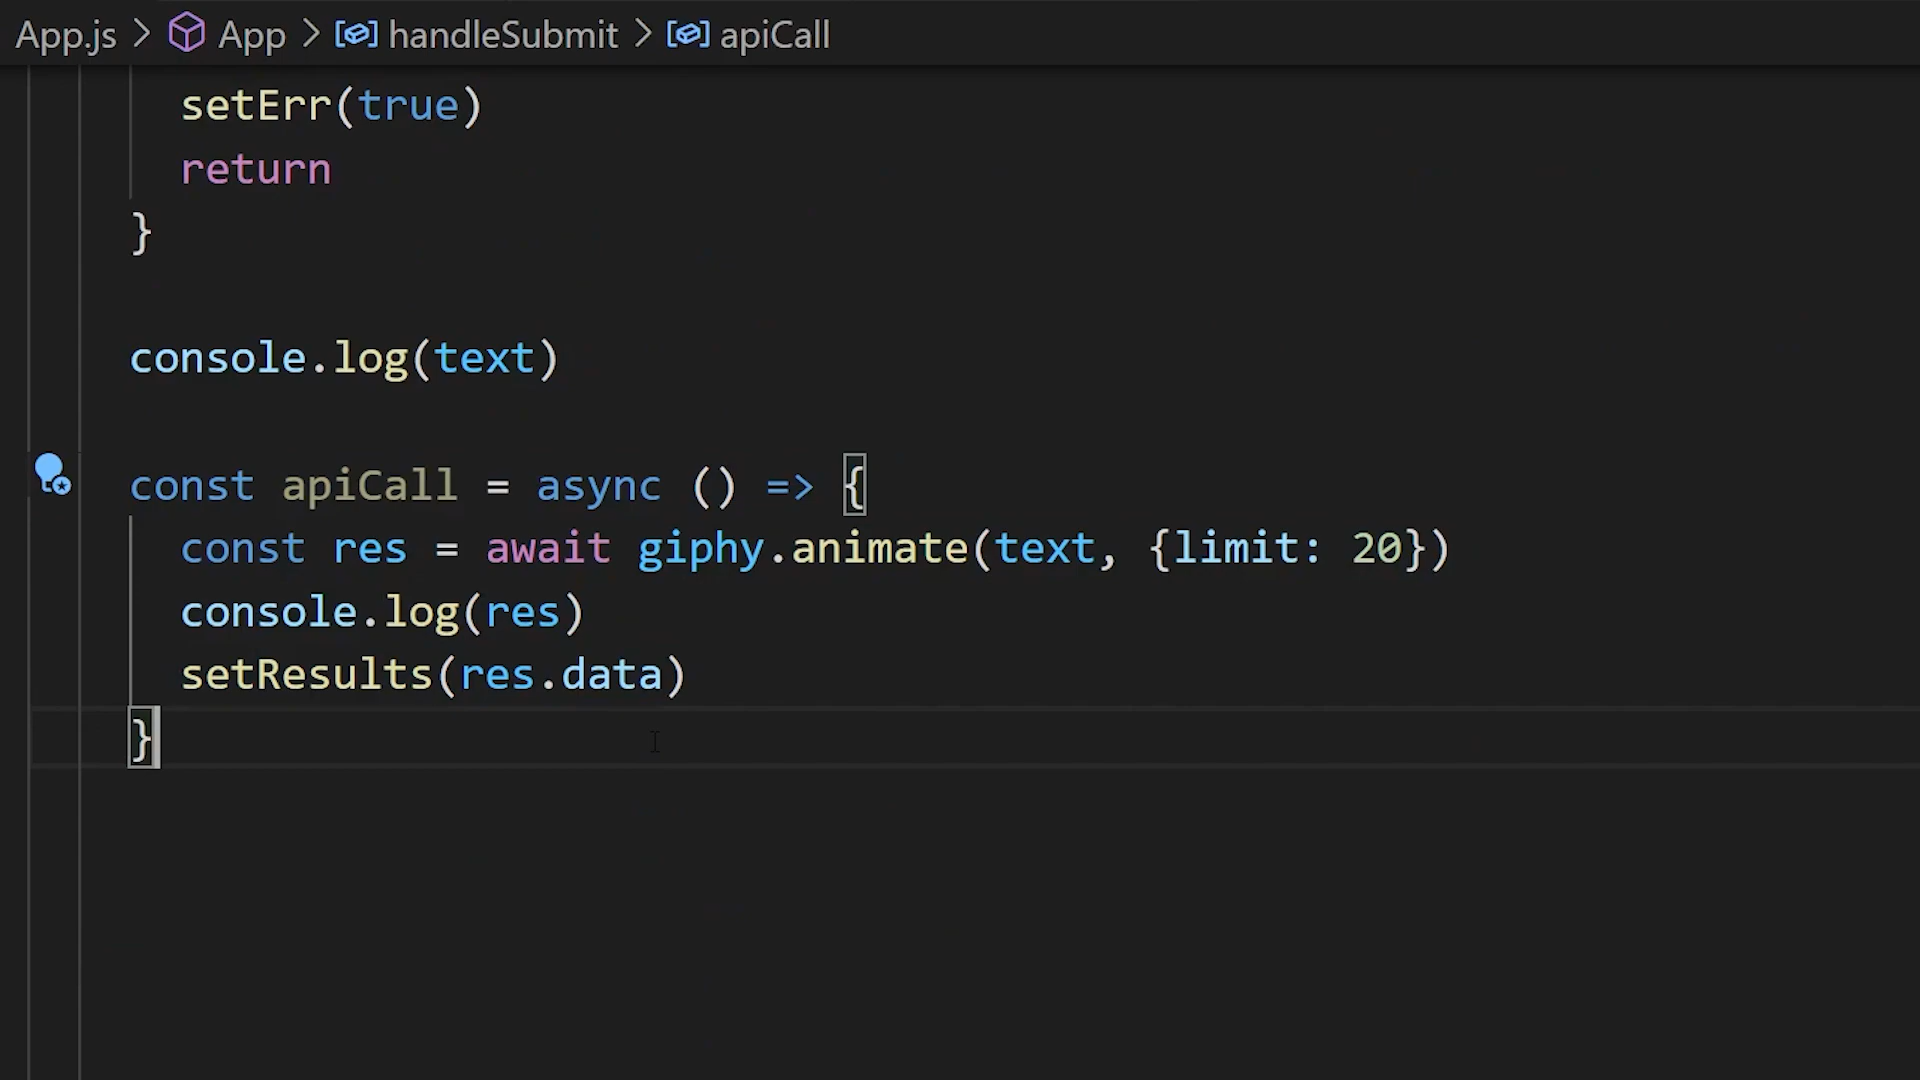 App.js > App > handleSubmit > apiCall
setErr(true)
return
}
console.log(text)
const apiCall = async () => {
const res = await giphy.animate(text, {limit: 20})
console.log(res)
setResults(res.data)
}